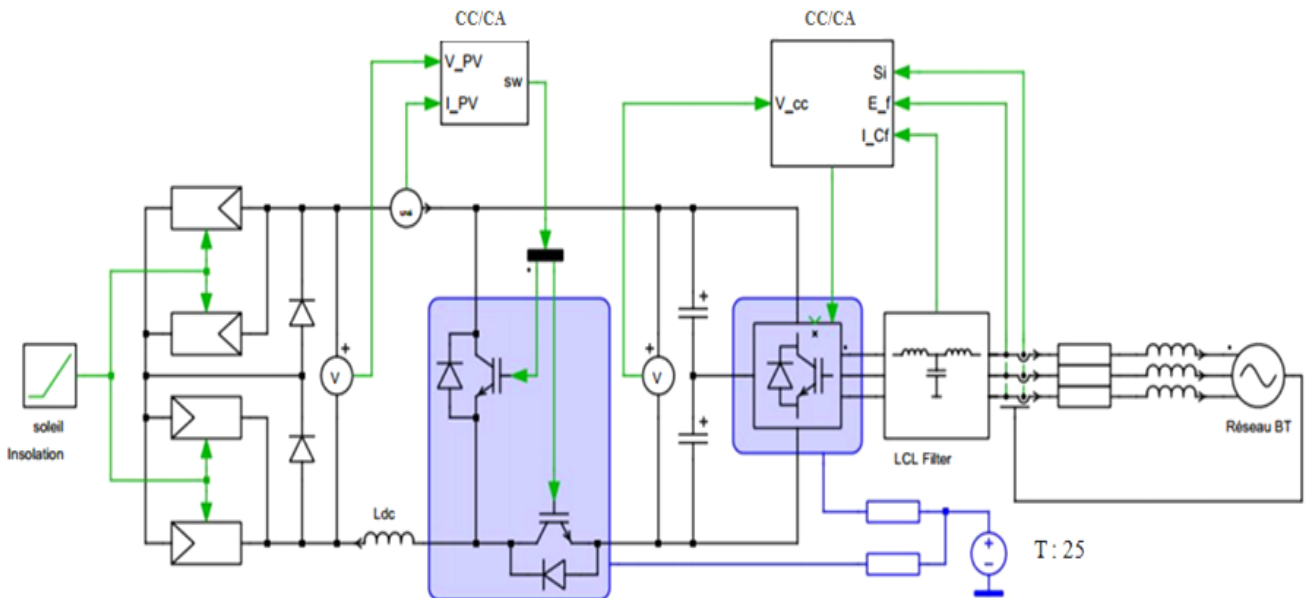 CC/CA
CC/CA
V_PV
I_PV
sw
Si
E_f
I_Cf
V_cc
+
V
+
+
V
+
soleil
Insolation
Ldc
LCL Filter
Réseau BT
+
−
T : 25